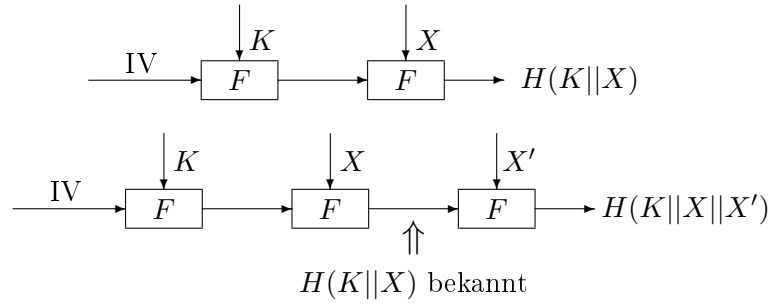 K X
IV F F H(K||X)
K X X′
IV F F F H(K||X||X′)
⇑
H(K||X) bekannt